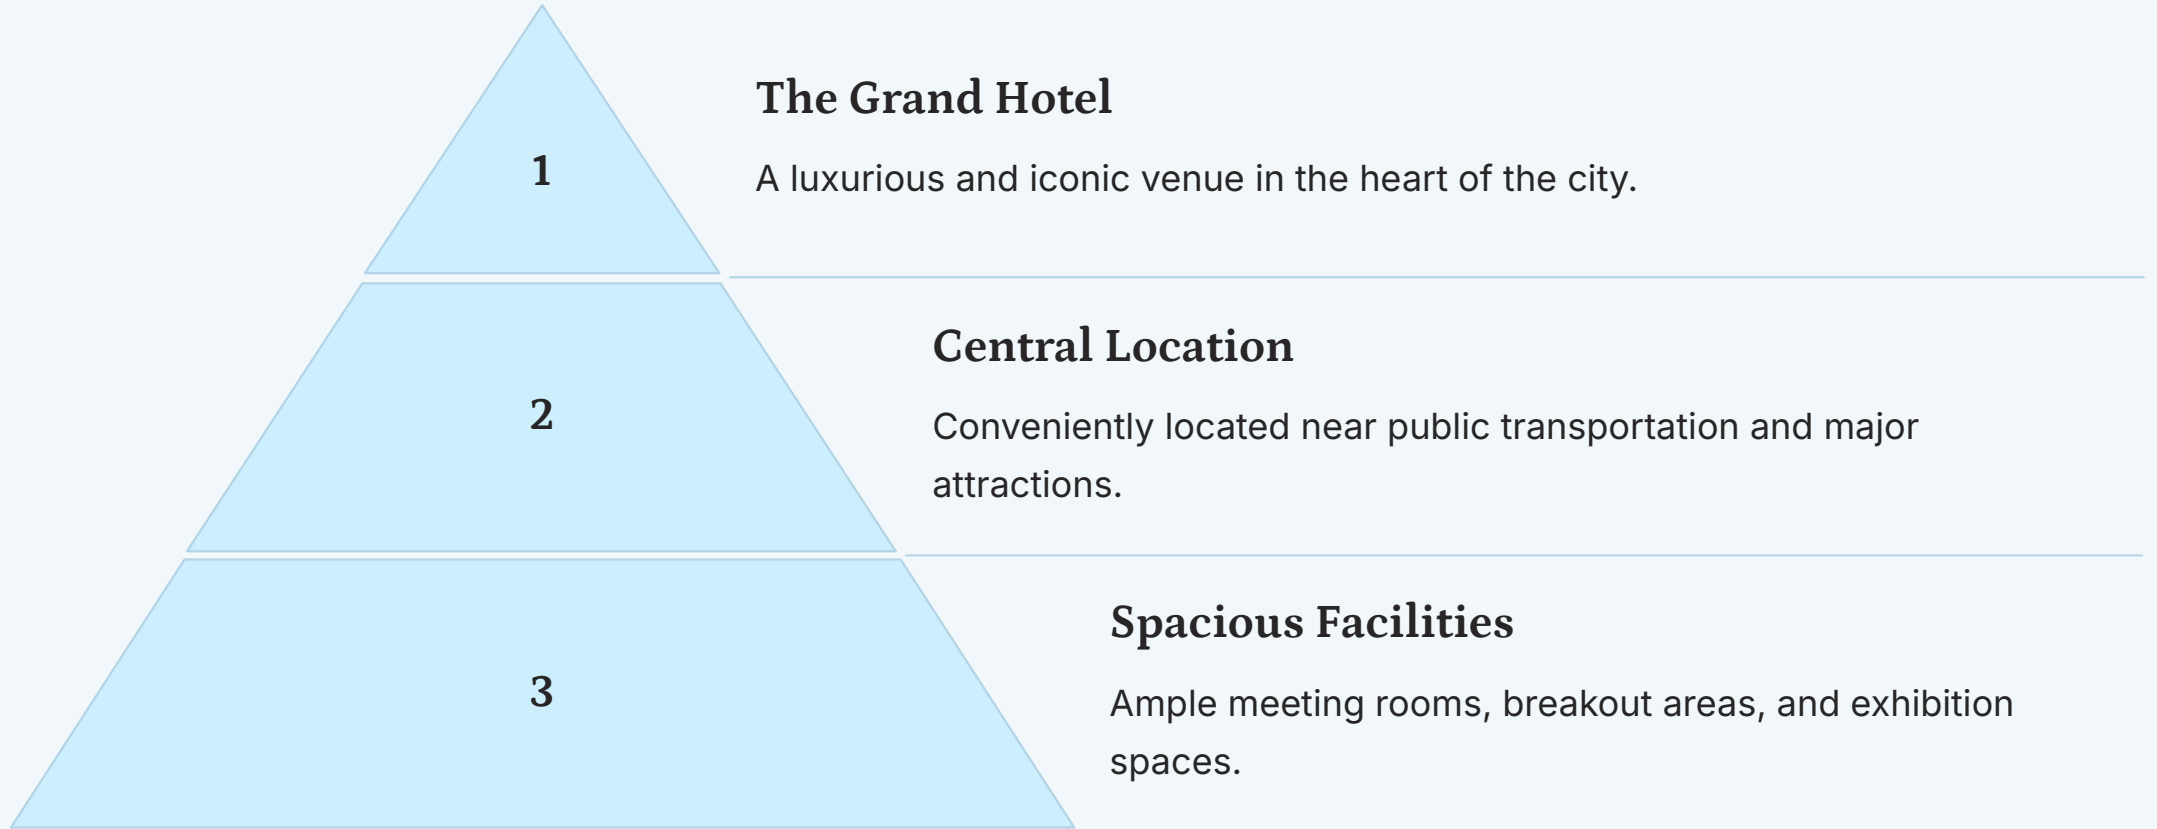 1
The Grand Hotel
A luxurious and iconic venue in the heart of the city.
2
Central Location
Conveniently located near public transportation and major
attractions.
3
Spacious Facilities
Ample meeting rooms, breakout areas, and exhibition
spaces.